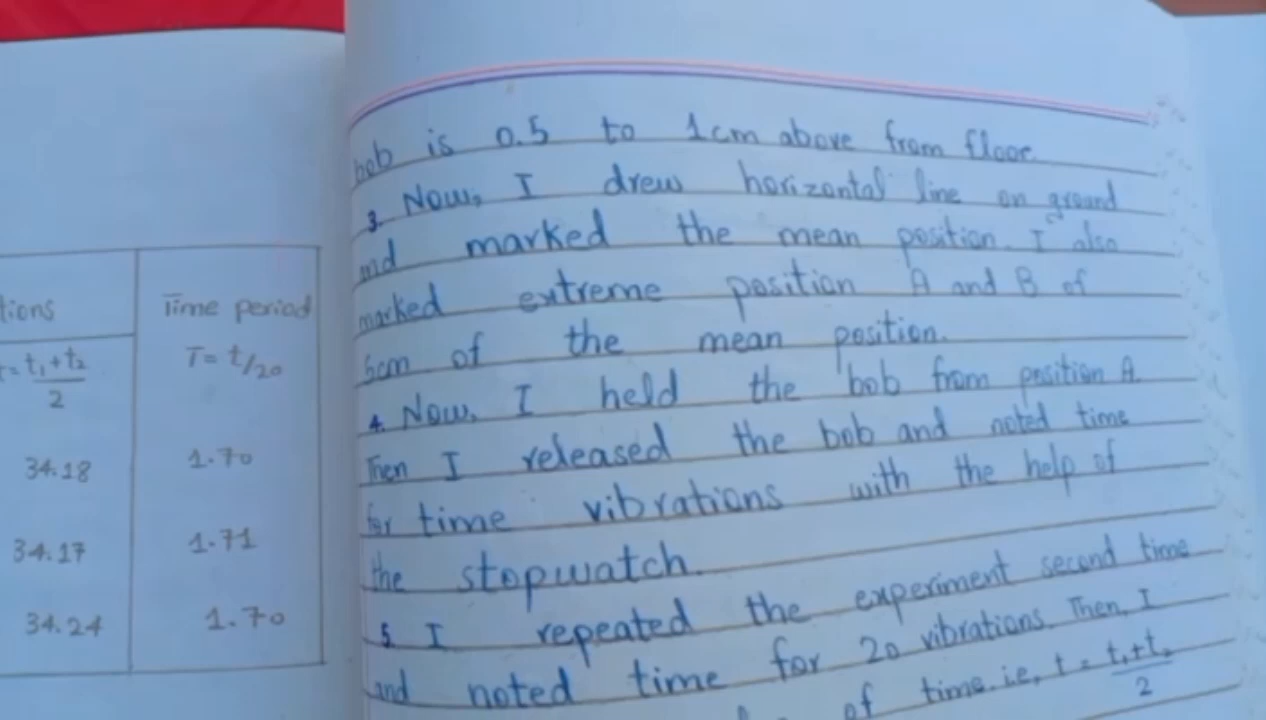 tions
Time period
t = t₁+t₂/2
T= t/20
34.18
1.70
34.17
1.71
34.24
1.70
bob is 0.5 to 1cm above from floor.
3. Now, I drew horizontal line on ground
and marked the mean position. I also
marked extreme position A and B of
5cm of the mean position.
4. Now, I held the bob from position A
Then I released the bob and noted time
for time vibrations with the help of
the stopwatch.
5. I repeated the experiment second time
and noted time for 20 vibrations. Then, I
of time. i.e, t = t₁+t₂/2